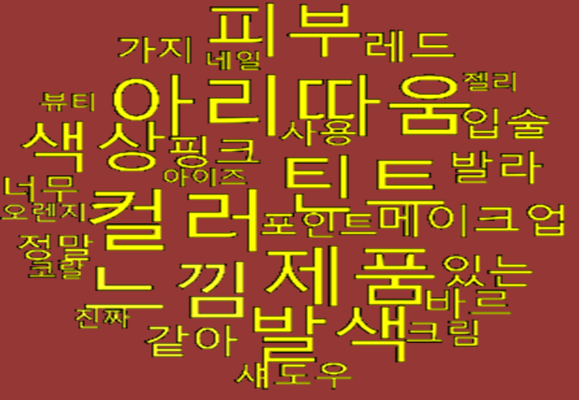 피부
가지
네일
레드
뷰티
아리따움
젤리
색상
핑크
사용
입술
아이즈
틴트
발라
너무
오렌지
컬러
포인트
메이크업
정말
코랄
느낌
제품
있는
바르
진짜
같아
발색
크림
섀도우